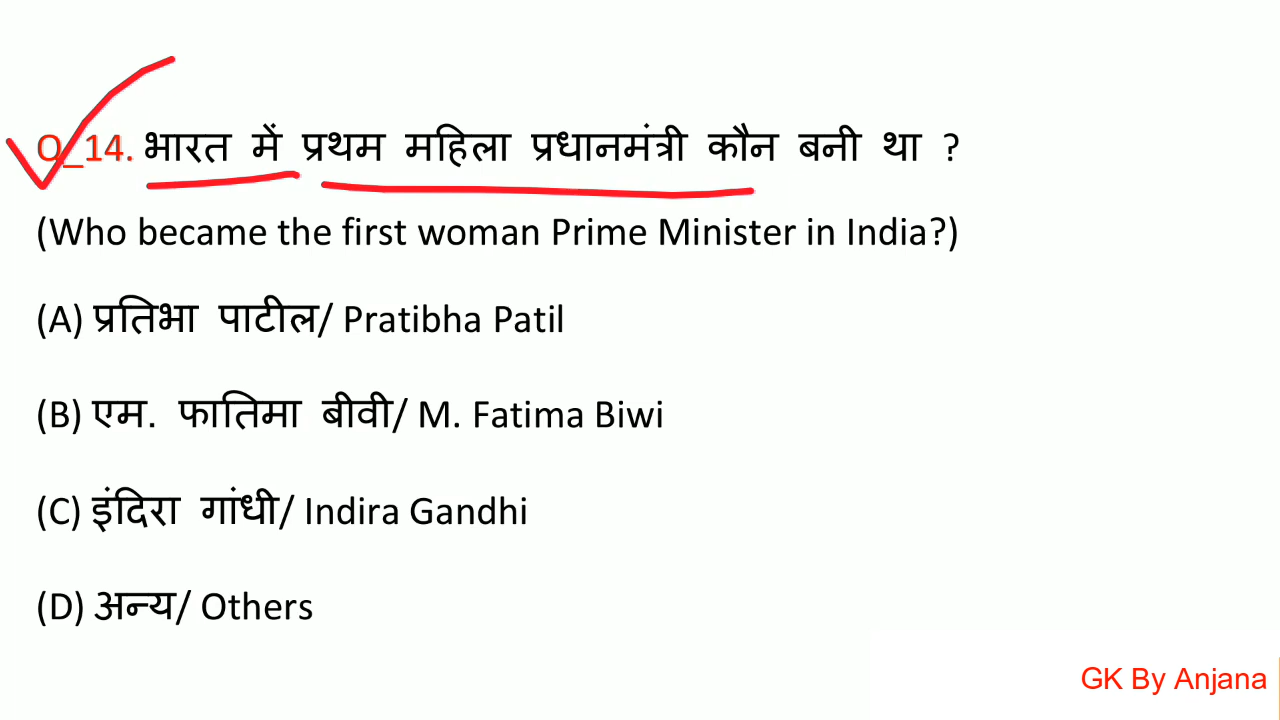 Q_14. भारत में प्रथम महिला प्रधानमंत्री कौन बनी था ?
(Who became the first woman Prime Minister in India?)
(A) प्रतिभा पाटील/ Pratibha Patil
(B) एम. फातिमा बीवी/ M. Fatima Biwi
(C) इंदिरा गांधी/ Indira Gandhi
(D) अन्य/ Others
GK By Anjana